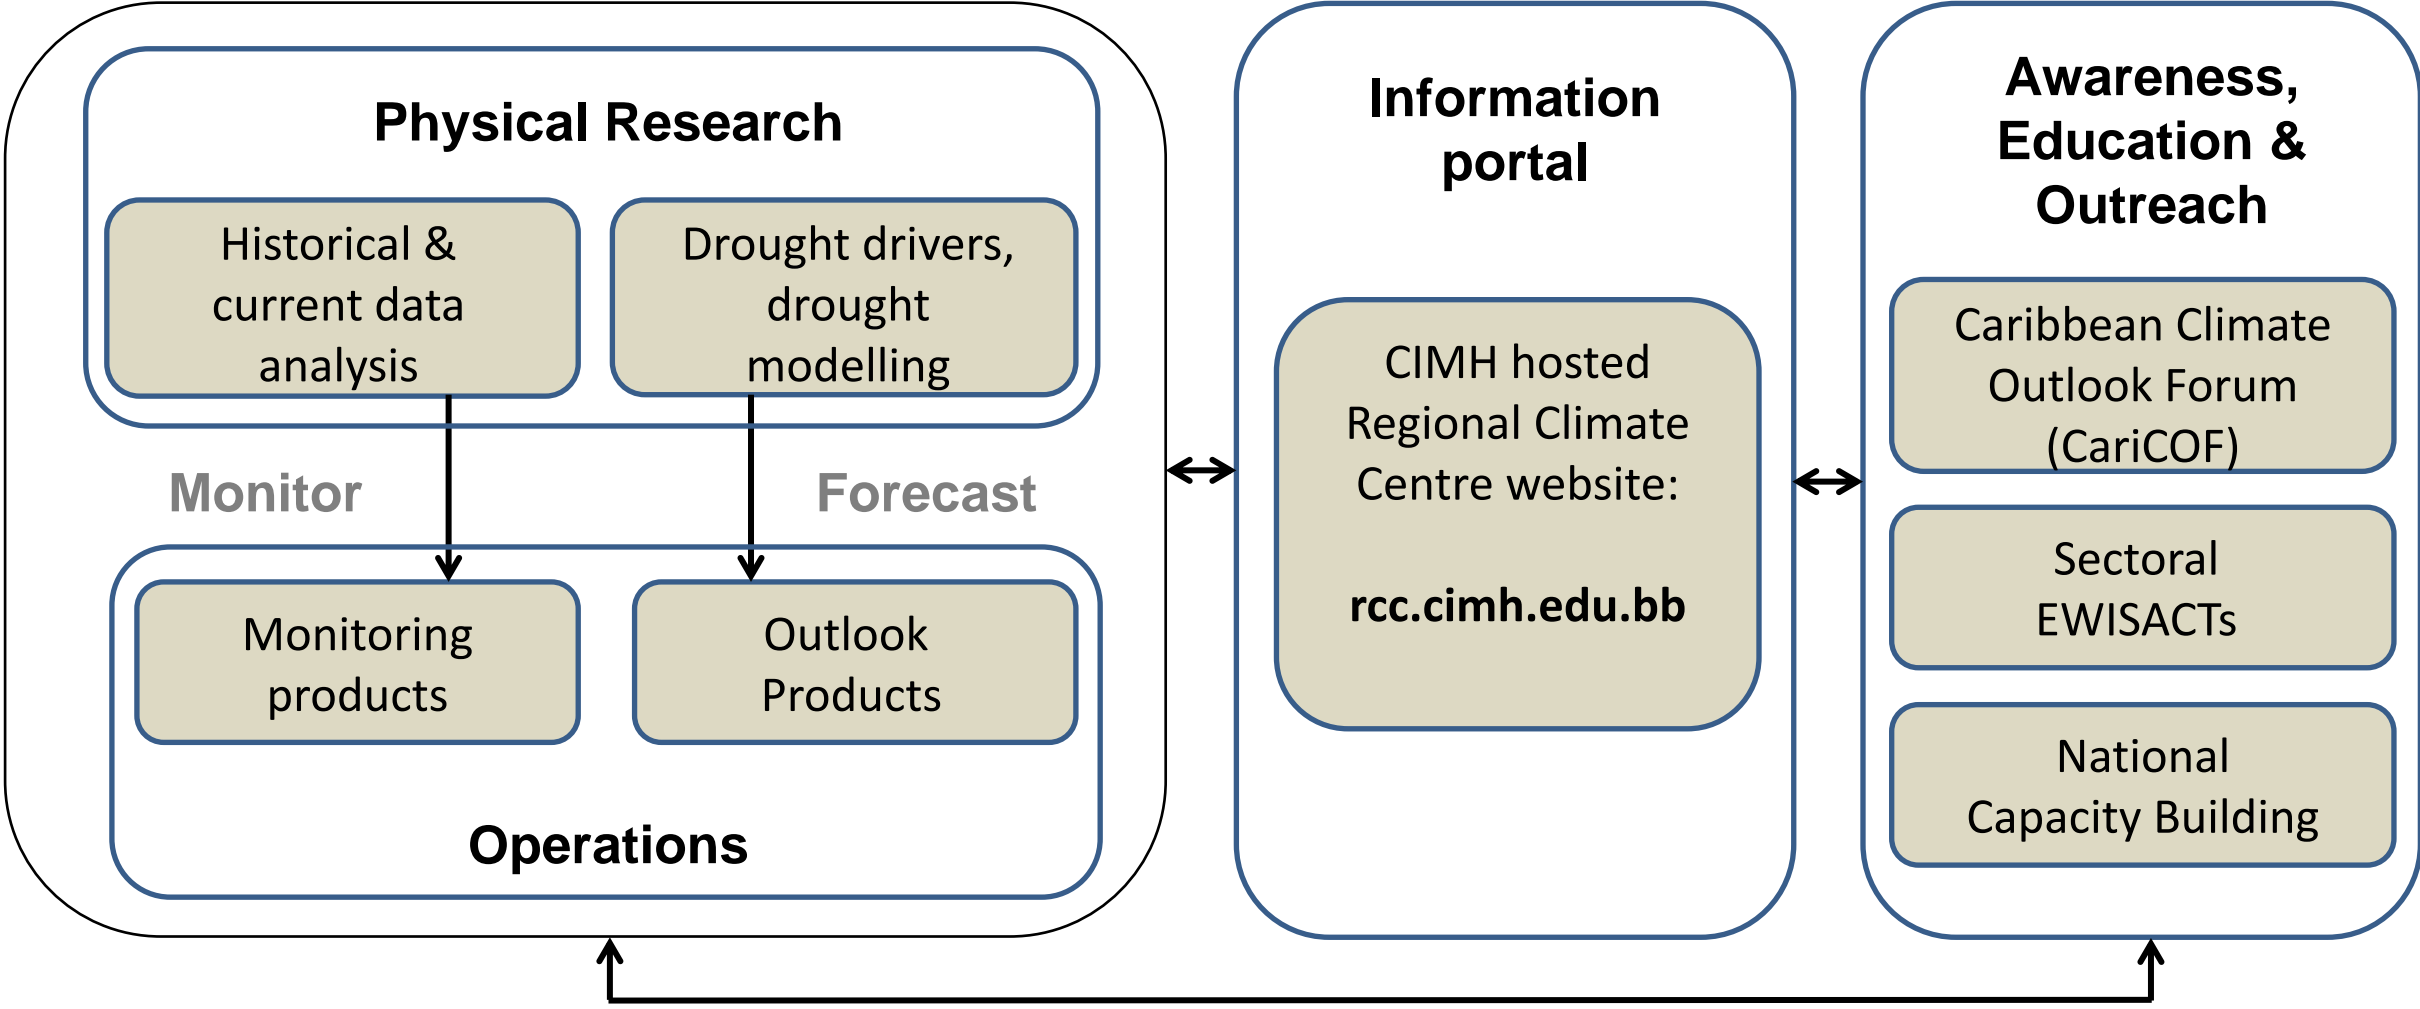 Physical Research
Historical &
current data
analysis
Drought drivers,
drought
modelling
Monitor
Forecast
Monitoring
products
Outlook
Products
Operations
Information
portal
CIMH hosted
Regional Climate
Centre website:
rcc.cimh.edu.bb
Awareness,
Education &
Outreach
Caribbean Climate
Outlook Forum
(CariCOF)
Sectoral
EWISACTs
National
Capacity Building